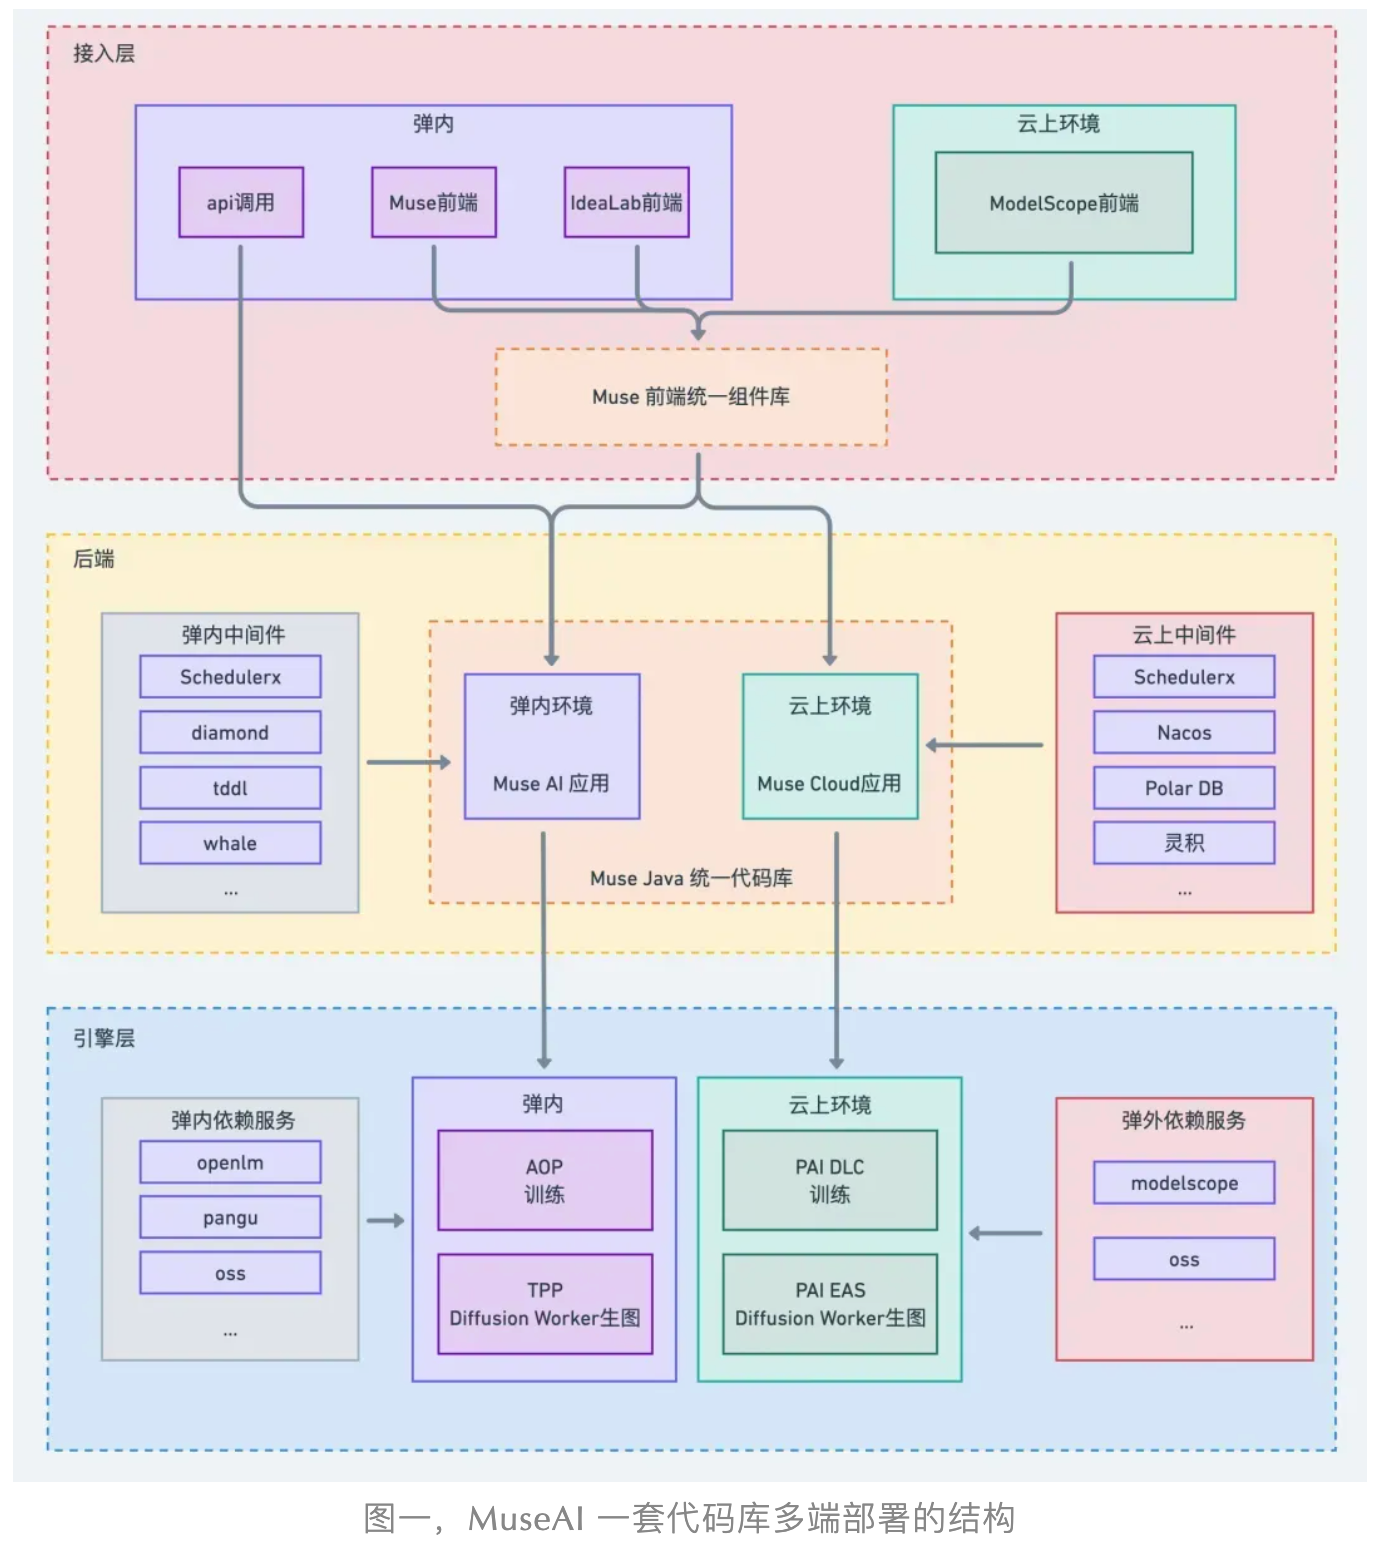 接入层
弹内
api调用
Muse前端
IdeaLab前端
云上环境
ModelScope前端
Muse 前端统一组件库
后端
弹内中间件
Schedulerx
diamond
tddl
whale
...
弹内环境
Muse AI 应用
云上环境
Muse Cloud应用
Muse Java 统一代码库
云上中间件
Schedulerx
Nacos
Polar DB
灵积
...
引擎层
弹内依赖服务
openlm
pangu
oss
...
弹内
AOP
训练
TPP
Diffusion Worker生图
云上环境
PAI DLC
训练
PAI EAS
Diffusion Worker生图
弹外依赖服务
modelscope
oss
...
图一，MuseAI 一套代码库多端部署的结构